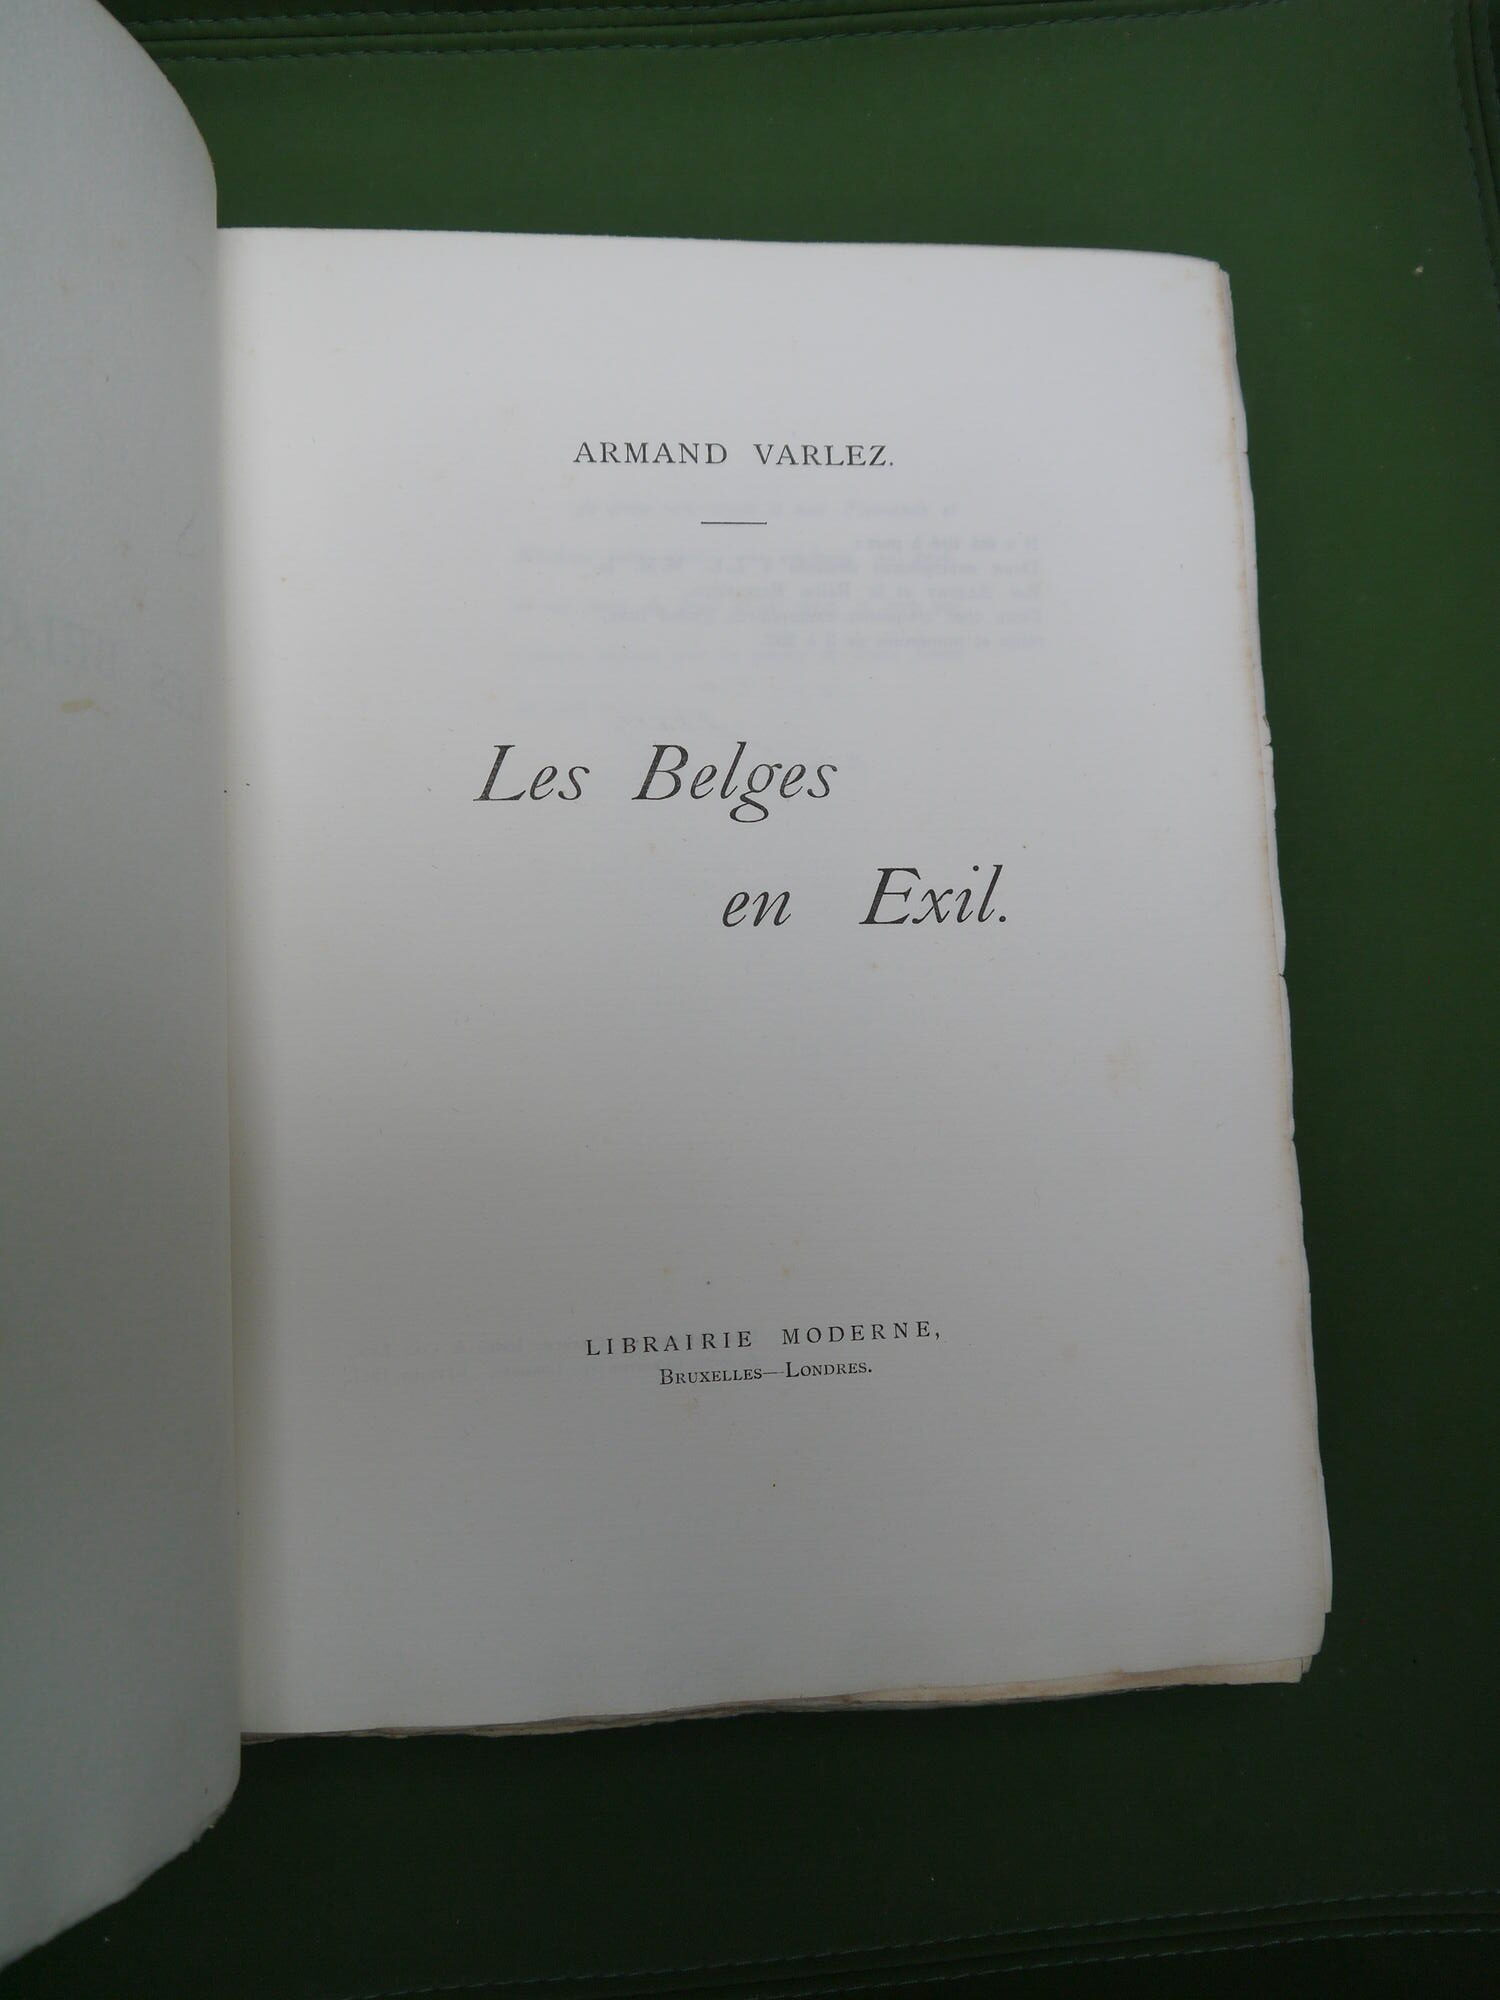 ARMAND VARLEZ.
Les Belges
en Exil.
LIBRAIRIE MODERNE,
BRUXELLES—LONDRES.